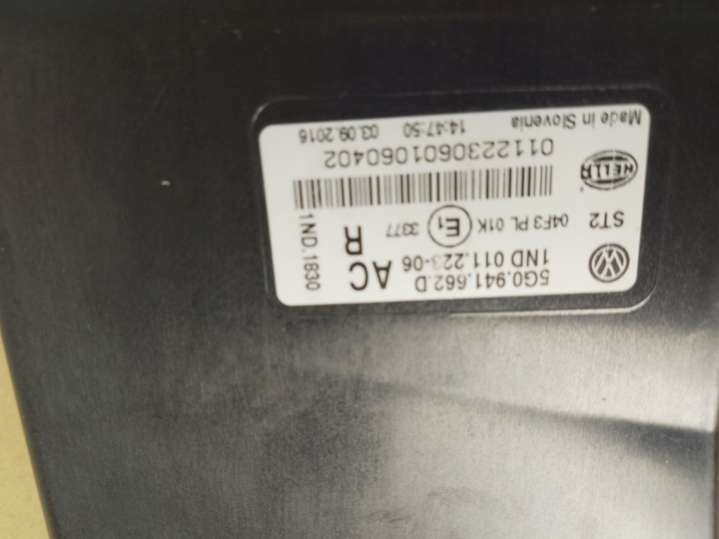 5G0.941.662.D
1ND 011.223-06
AC
R
ST2
04F3 PL 01K
E1
3377
1ND.1830
HELLA
0112230601060402
Made in Slovenia
14:47:50 03.09.2016